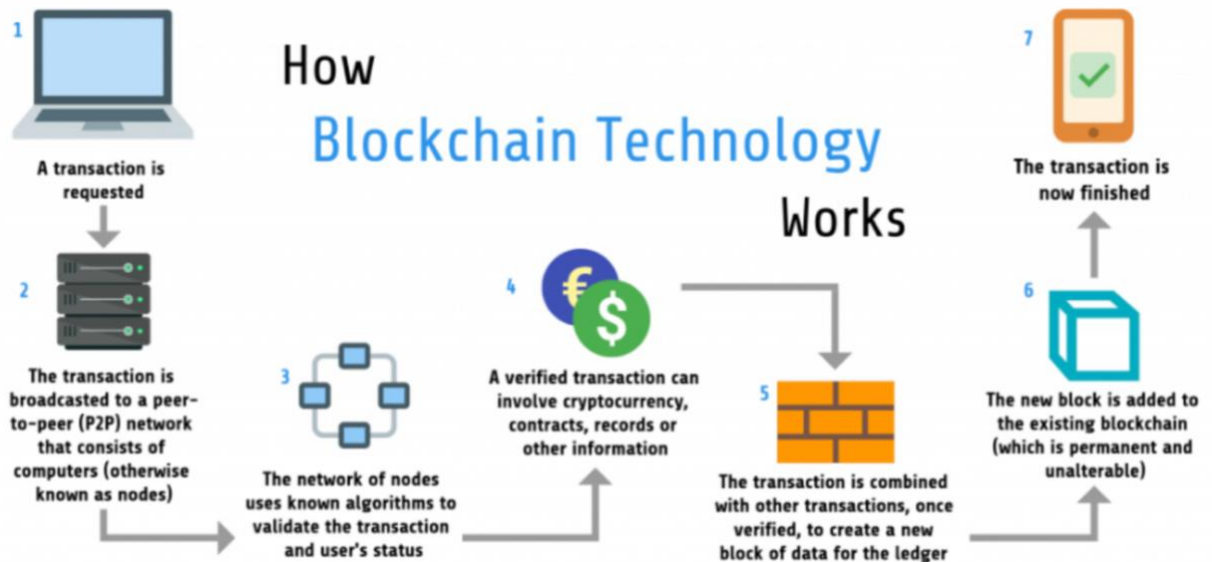 How
Blockchain Technology
Works
1
A transaction is
requested
2
The transaction is
broadcasted to a peer-
to-peer (P2P) network
that consists of
computers (otherwise
known as nodes)
3
The network of nodes
uses known algorithms to
validate the transaction
and user's status
4
€
$
A verified transaction can
involve cryptocurrency,
contracts, records or
other information
5
The transaction is combined
with other transactions, once
verified, to create a new
block of data for the ledger
6
The new block is added to
the existing blockchain
(which is permanent and
unalterable)
7
The transaction is
now finished